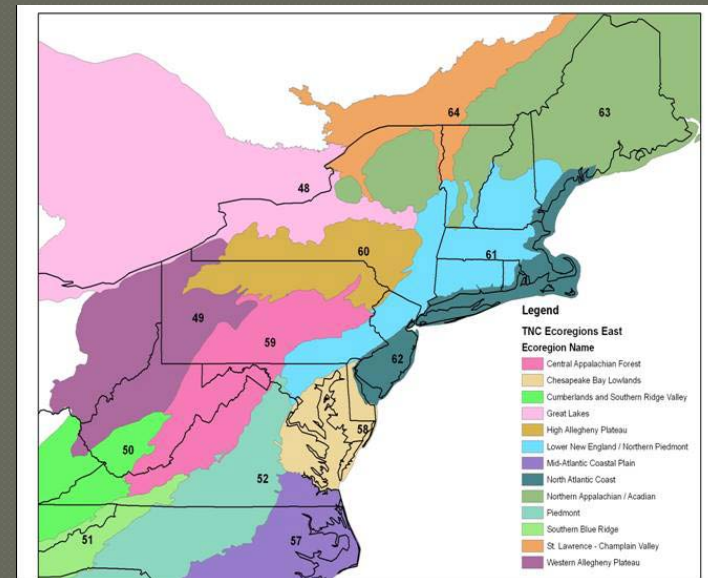 64
63
48
60
61
49
59
62
50
58
52
51
57
Legend
TNC Ecoregions East
Ecoregion Name
Central Appalachian Forest
Chesapeake Bay Lowlands
Cumberlands and Southern Ridge Valley
Great Lakes
High Allegheny Plateau
Lower New England / Northern Piedmont
Mid-Atlantic Coastal Plain
North Atlantic Coast
Northern Appalachian / Acadian
Piedmont
Southern Blue Ridge
St. Lawrence - Champlain Valley
Western Allegheny Plateau